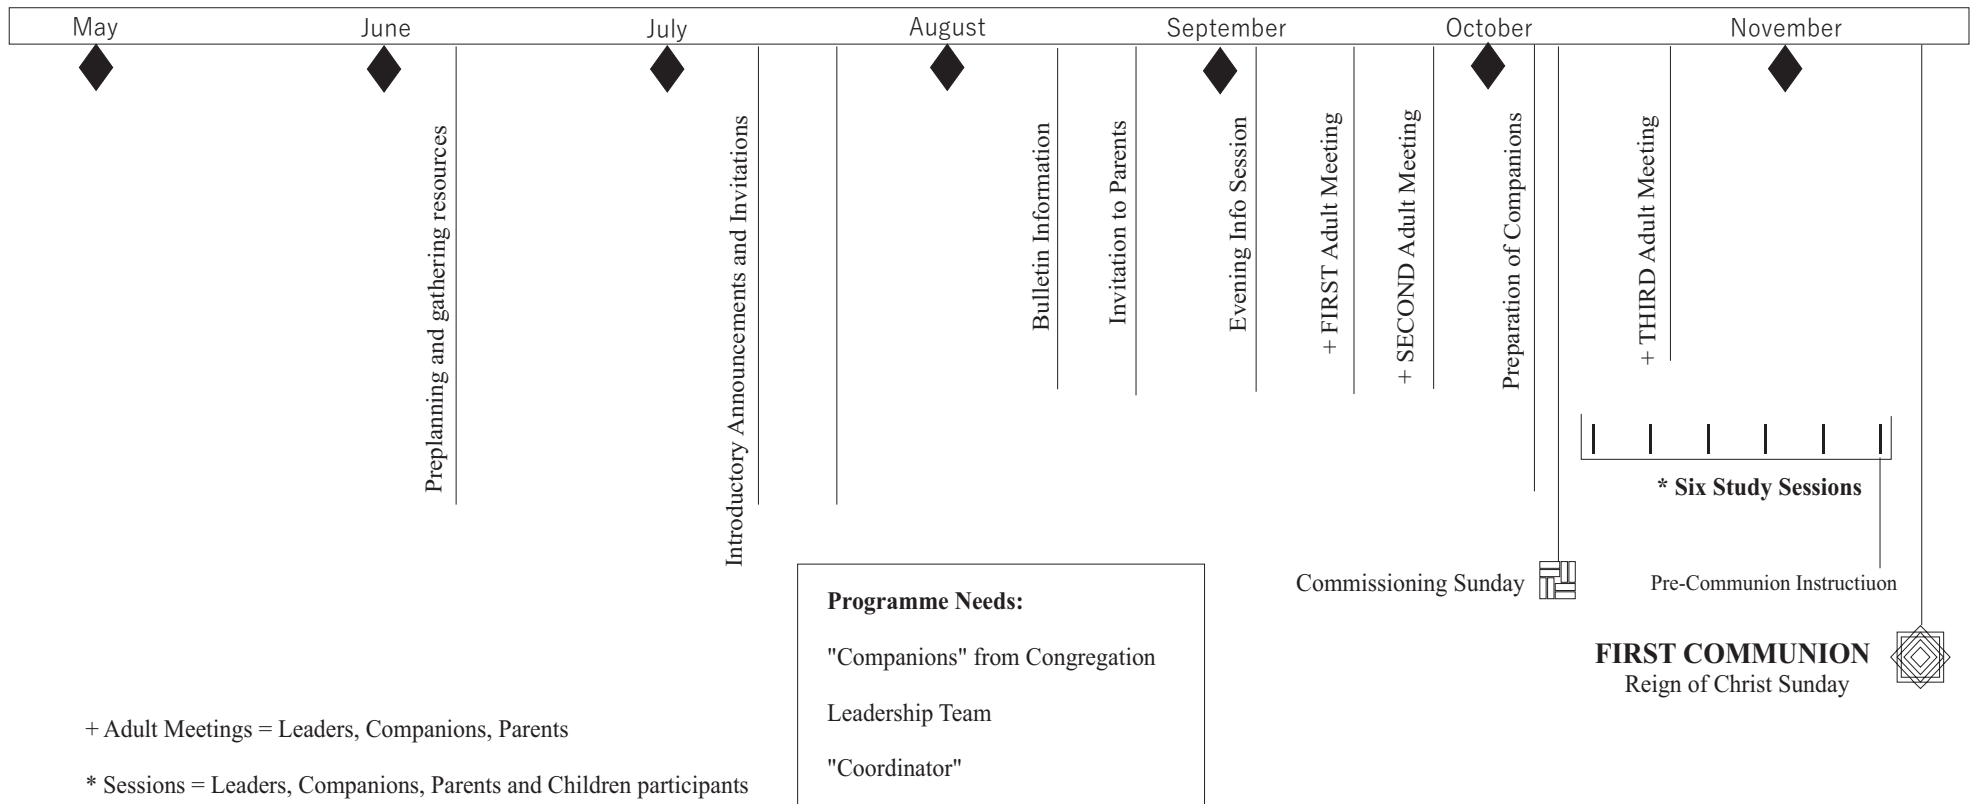 May
June
July
August
September
October
November
Preplanning and gathering resources
Introductory Announcements and Invitations
Bulletin Information
Invitation to Parents
Evening Info Session
+ FIRST Adult Meeting
+ SECOND Adult Meeting
Preparation of Companions
+ THIRD Adult Meeting
* Six Study Sessions
Commissioning Sunday
Pre-Communion Instructiuon
FIRST COMMUNION
Reign of Christ Sunday
Programme Needs:
"Companions" from Congregation
Leadership Team
"Coordinator"
+ Adult Meetings = Leaders, Companions, Parents
* Sessions = Leaders, Companions, Parents and Children participants